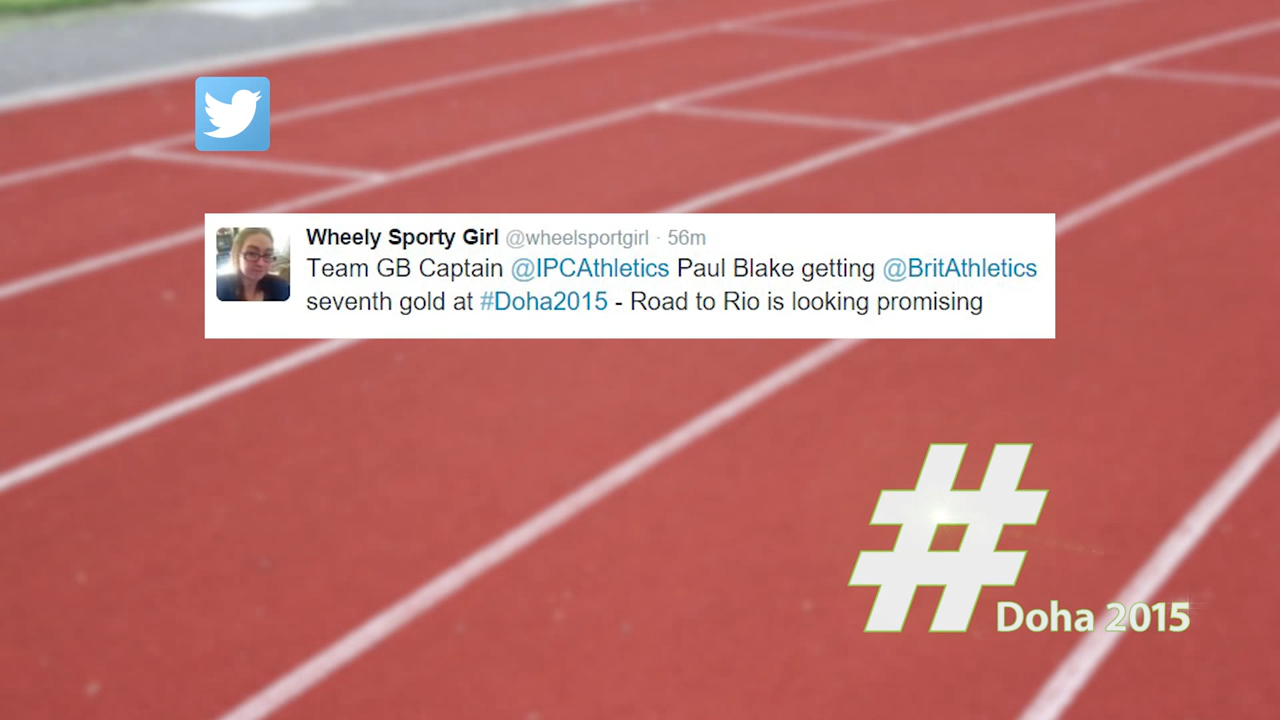 Wheely Sporty Girl @wheelsportgirl · 56m
Team GB Captain @IPCAthletics Paul Blake getting @BritAthletics
seventh gold at #Doha2015 - Road to Rio is looking promising
#Doha 2015